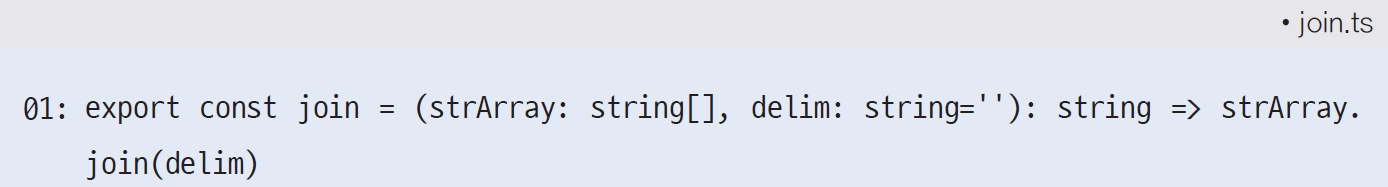 • join.ts
01: export const join = (strArray: string[], delim: string=''): string => strArray.
join(delim)